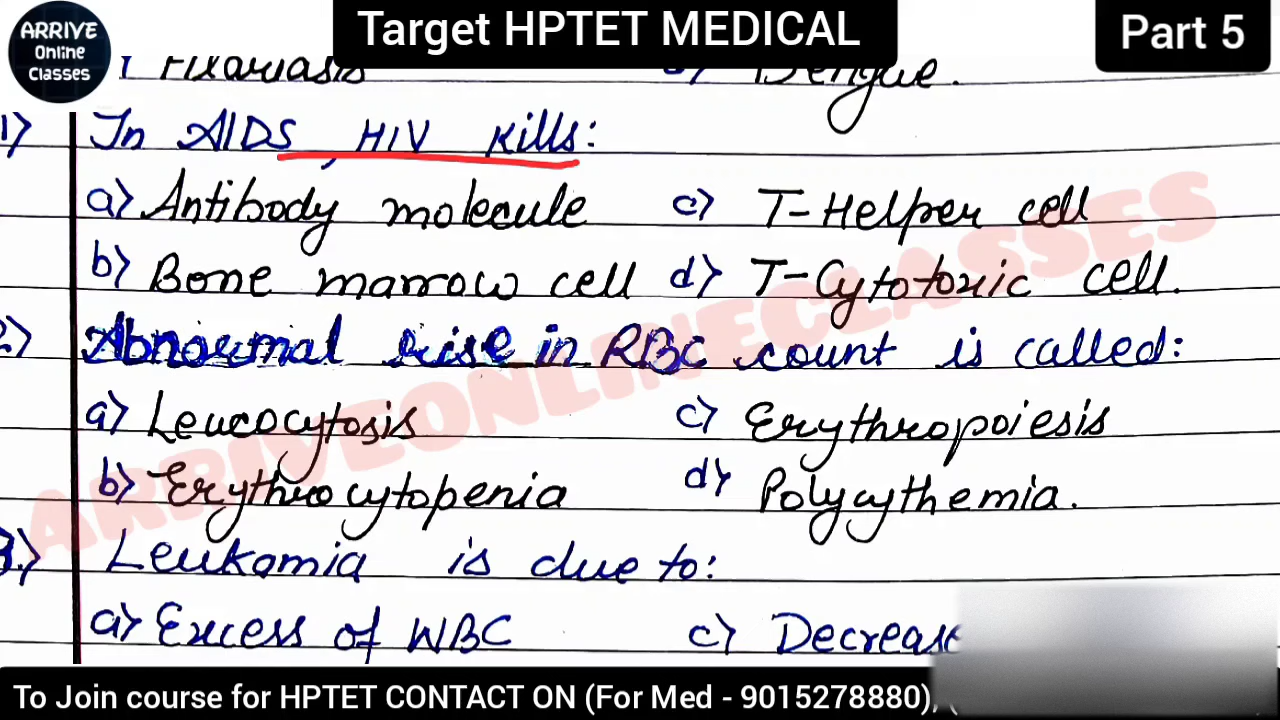 ARRIVE
Online
Classes
Target HPTET MEDICAL
Part 5
Dengue.
1) In AIDS, HIV kills:
a) Antibody molecule c) T-Helper cell
b) Bone marrow cell d) T-Cytotoxic cell.
2) Abnormal rise in RBC count is called:
a) Leucocytosis c) Erythropoiesis
b) Erythrocytopenia d) Polycythemia.
3.) Leukomia is due to:
a) Excess of WBC c) Decrease
ARRIVEONLINECLASSES
To Join course for HPTET CONTACT ON (For Med - 9015278880), (